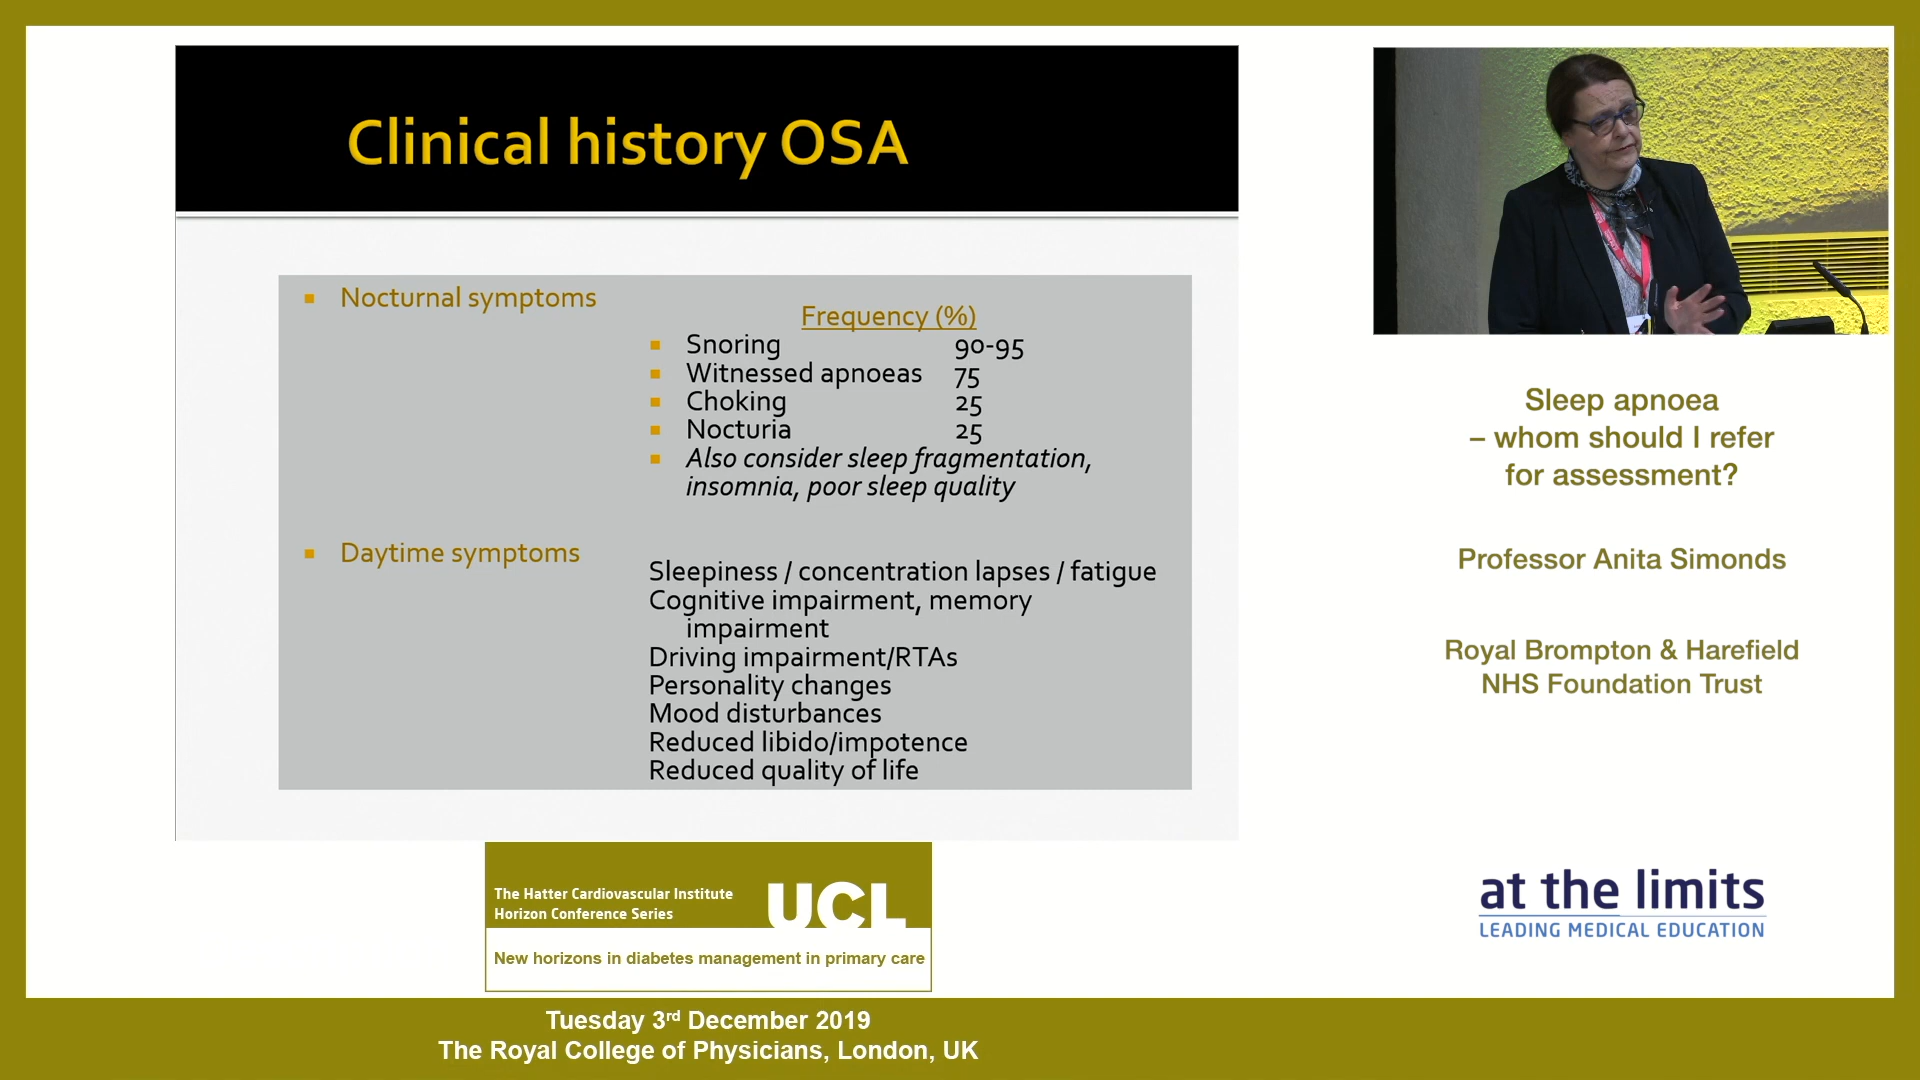 Clinical history OSA
Nocturnal symptoms
Frequency (%)
Snoring 90-95
Witnessed apnoeas 75
Choking 25
Nocturia 25
Also consider sleep fragmentation,
insomnia, poor sleep quality
Daytime symptoms
Sleepiness / concentration lapses / fatigue
Cognitive impairment, memory
impairment
Driving impairment/RTAs
Personality changes
Mood disturbances
Reduced libido/impotence
Reduced quality of life
Sleep apnoea
– whom should I refer
for assessment?
Professor Anita Simonds
Royal Brompton & Harefield
NHS Foundation Trust
at the limits
LEADING MEDICAL EDUCATION
The Hatter Cardiovascular Institute
Horizon Conference Series
UCL
New horizons in diabetes management in primary care
Tuesday 3rd December 2019
The Royal College of Physicians, London, UK